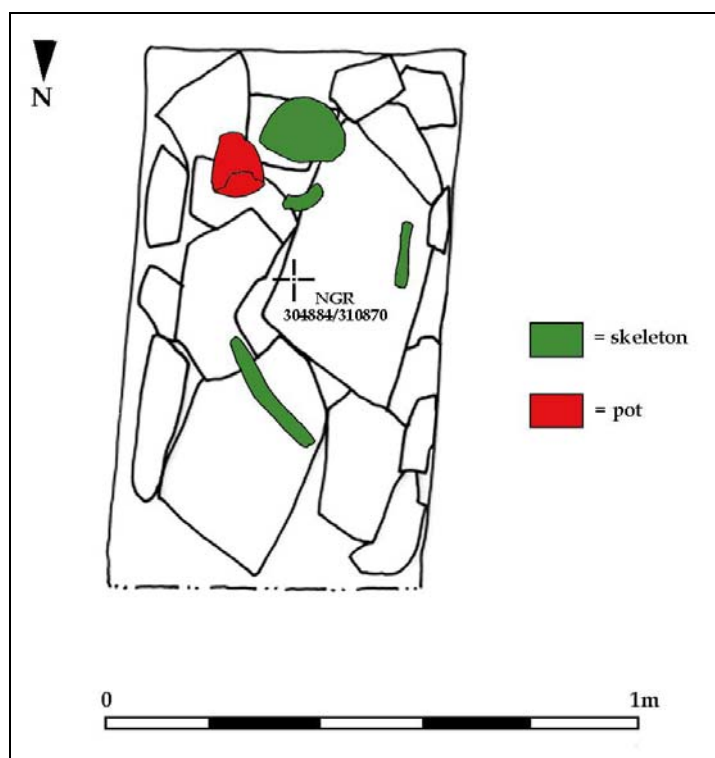 N
NGR
304884/310870
= skeleton
= pot
0 1m